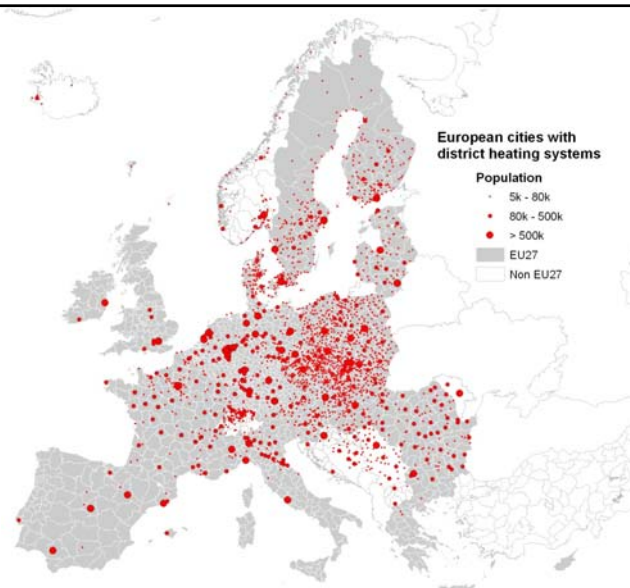 European cities with
district heating systems
Population
5k - 80k
80k - 500k
> 500k
EU27
Non EU27